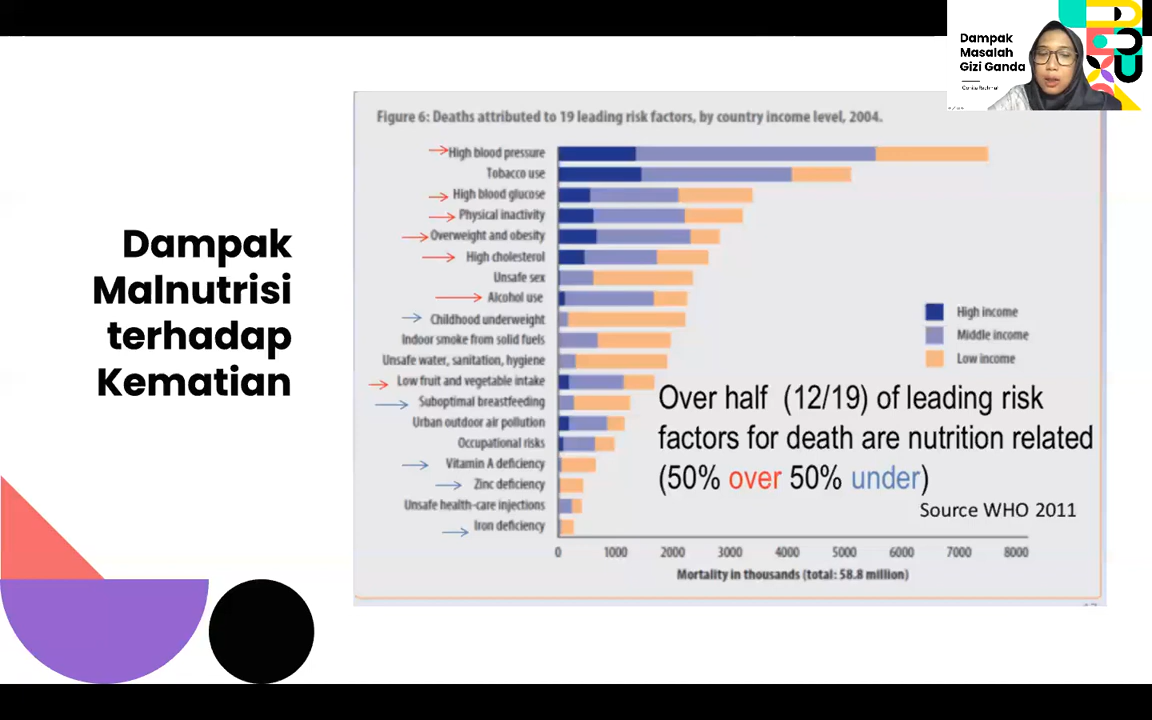 Dampak
Masalah
Gizi Ganda
Dampak
Malnutrisi
terhadap
Kematian
Figure 6: Deaths attributed to 19 leading risk factors, by country income level, 2004.
High blood pressure
Tobacco use
High blood glucose
Physical inactivity
Overweight and obesity
High cholesterol
Unsafe sex
Alcohol use
Childhood underweight
Indoor smoke from solid fuels
Unsafe water, sanitation, hygiene
Low fruit and vegetable intake
Suboptimal breastfeeding
Urban outdoor air pollution
Occupational risks
Vitamin A deficiency
Zinc deficiency
Unsafe health-care injections
Iron deficiency
High income
Middle income
Low income
Over half (12/19) of leading risk
factors for death are nutrition related
(50% over 50% under)
Source WHO 2011
0 1000 2000 3000 4000 5000 6000 7000 8000
Mortality in thousands (total: 58.8 million)